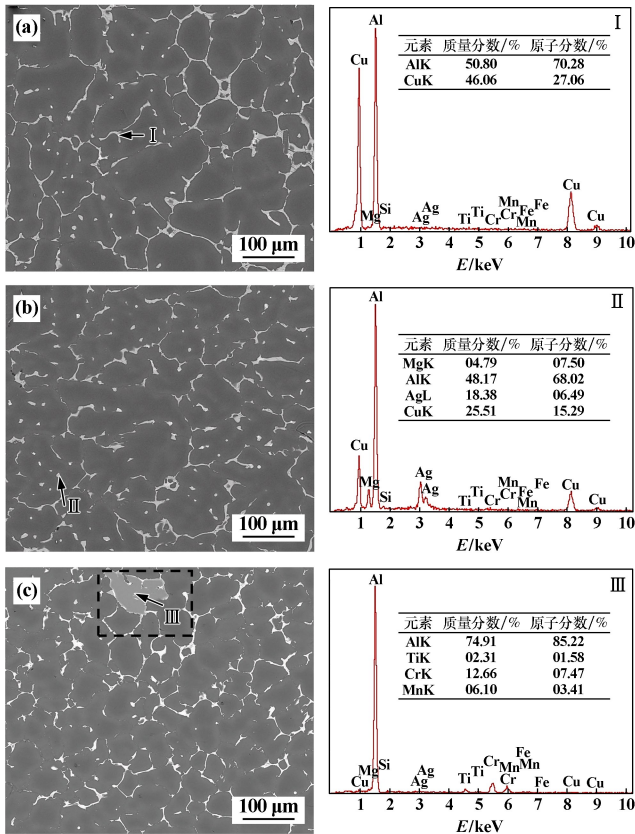 (a)
I
100 μm
I
元素 质量分数/% 原子分数/%
AlK 50.80 70.28
CuK 46.06 27.06
Al
Cu
Mg
Si
Ag
Ag
Ti
Ti
Cr
Mn
Cr
Fe
Mn
Fe
Cu
Cu
1 2 3 4 5 6 7 8 9 10
E/keV
(b)
II
100 μm
II
元素 质量分数/% 原子分数/%
MgK 04.79 07.50
AlK 48.17 68.02
AgL 18.38 06.49
CuK 25.51 15.29
Al
Cu
Mg
Si
Ag
Ag
Ti
Ti
Cr
Mn
Cr
Fe
Mn
Fe
Cu
Cu
1 2 3 4 5 6 7 8 9 10
E/keV
(c)
III
100 μm
III
元素 质量分数/% 原子分数/%
AlK 74.91 85.22
TiK 02.31 01.58
CrK 12.66 07.47
MnK 06.10 03.41
Al
Cu
Mg
Si
Ag
Ag
Ti
Ti
Cr
Mn
Cr
Fe
Mn
Fe
Cu
Cu
1 2 3 4 5 6 7 8 9 10
E/keV